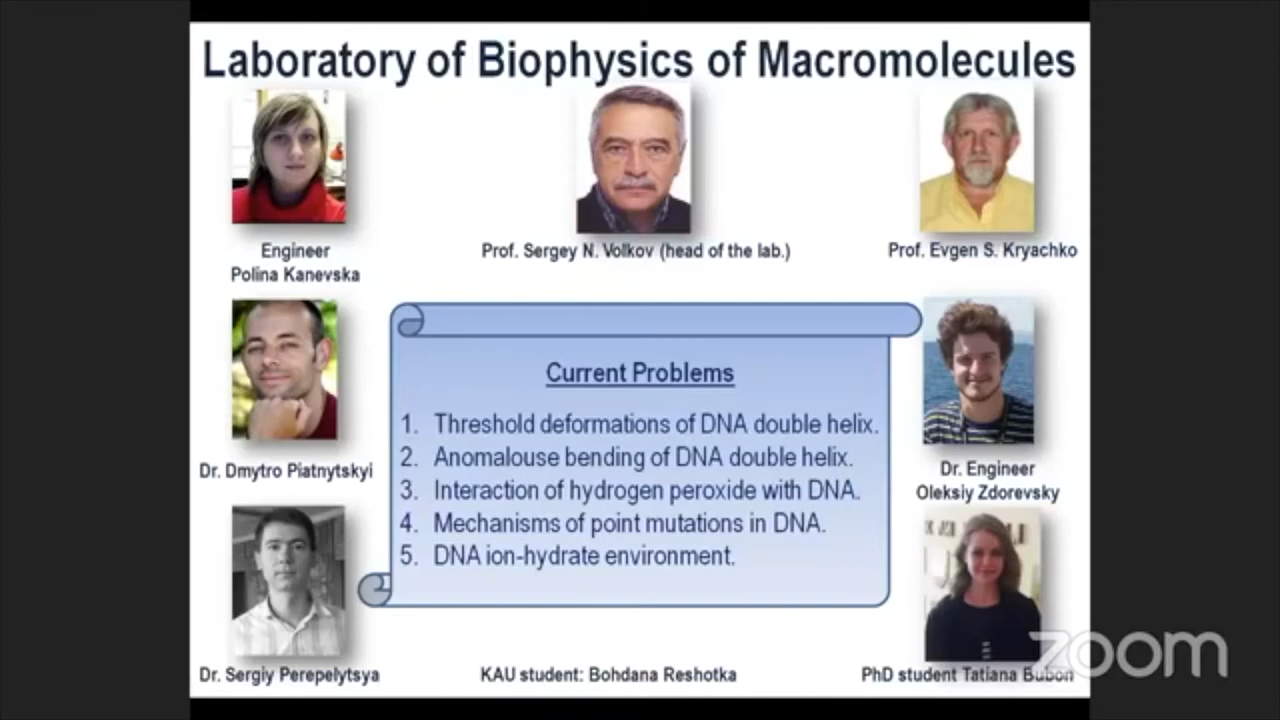 Laboratory of Biophysics of Macromolecules
Engineer
Polina Kanevska
Prof. Sergey N. Volkov (head of the lab.)
Prof. Evgen S. Kryachko
Current Problems
1. Threshold deformations of DNA double helix.
2. Anomalouse bending of DNA double helix.
3. Interaction of hydrogen peroxide with DNA.
4. Mechanisms of point mutations in DNA.
5. DNA ion-hydrate environment.
Dr. Dmytro Piatnytskyi
Dr. Engineer
Oleksiy Zdorevsky
Dr. Sergiy Perepelytsya
KAU student: Bohdana Reshotka
PhD student Tatiana Bubon
zoom